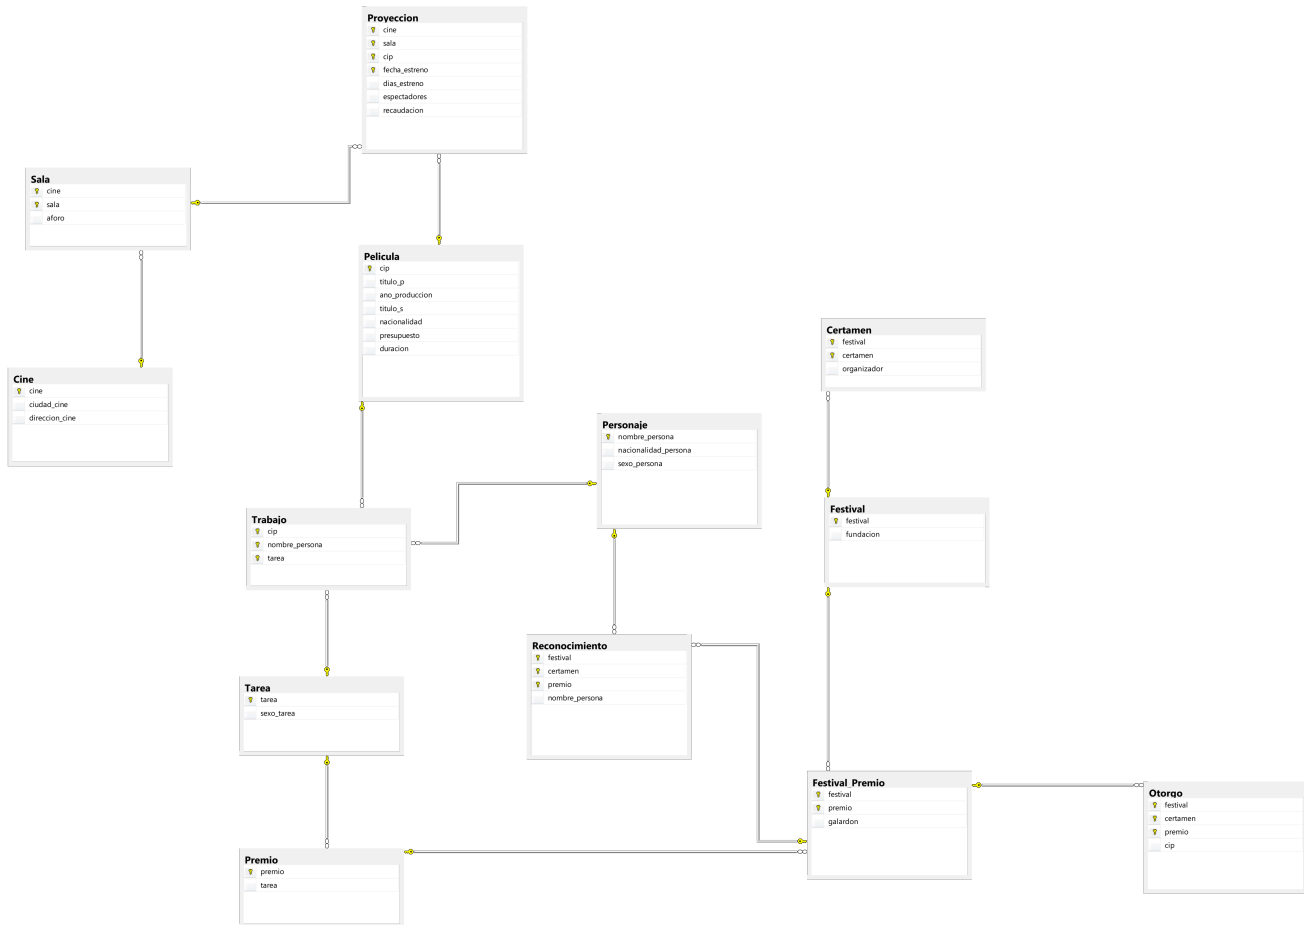 Proyeccion
cine
sala
cip
fecha_estreno
dias_estreno
espectadores
recaudacion
Sala
cine
sala
aforo
Pelicula
cip
titulo_p
ano_produccion
titulo_s
nacionalidad
presupuesto
duracion
Certamen
festival
certamen
organizador
Cine
cine
ciudad_cine
direccion_cine
Personaje
nombre_persona
nacionalidad_persona
sexo_persona
Festival
festival
fundacion
Trabajo
cip
nombre_persona
tarea
Reconocimiento
festival
certamen
premio
nombre_persona
Tarea
tarea
sexo_tarea
Festival_Premio
festival
premio
galardon
Otorgo
festival
certamen
premio
cip
Premio
premio
tarea